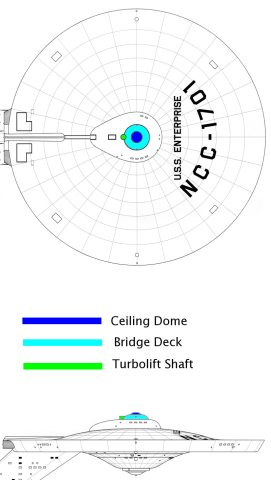 U.S.S. ENTERPRISE
NCC-1701
Ceiling Dome
Bridge Deck
Turbolift Shaft